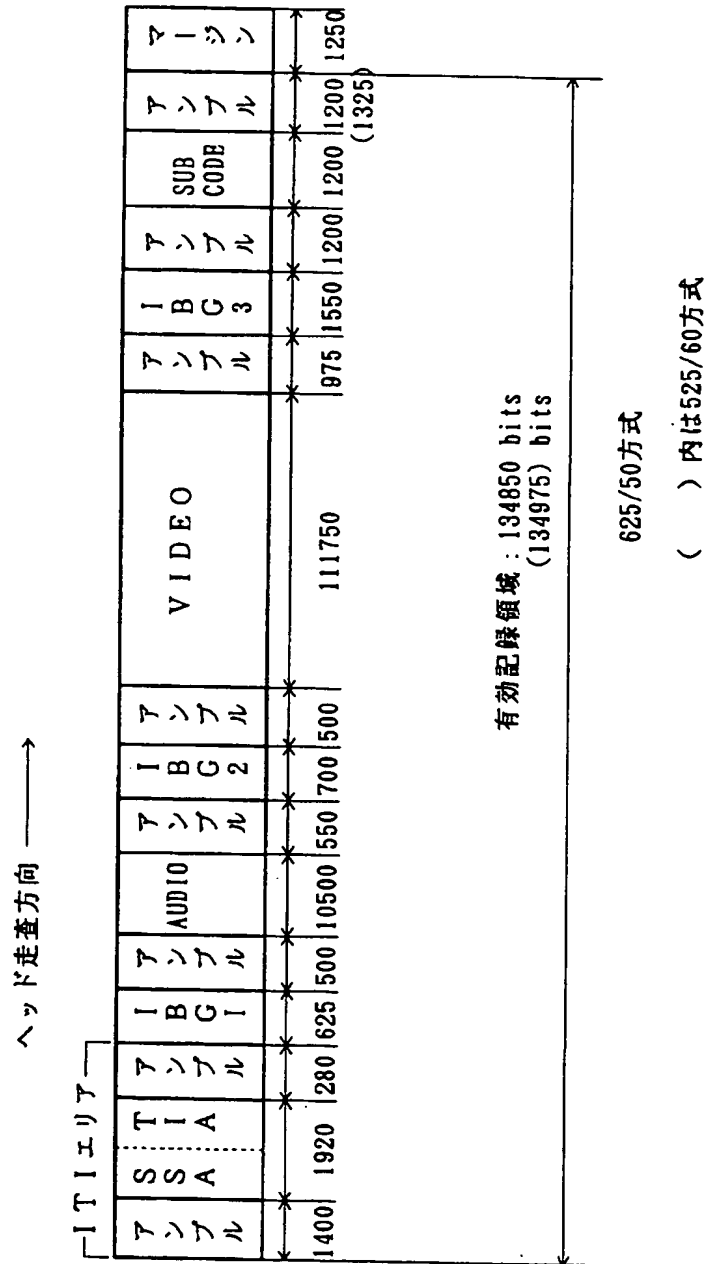 ヘッド走査方向
ITIエリア
アンブル
SSA
TIA
アンブル
IBG1
アンブル
AUDIO
アンブル
IBG2
アンブル
VIDEO
アンブル
IBG3
アンブル
SUB
CODE
アンブル
マージン
1400 1920 280 625 500 10500 550 700 500 111750 975 1550 1200 1200 1200 1250
(1325)
有効記録領域:134850 bits
(134975) bits
625/50方式
( )内は525/60方式